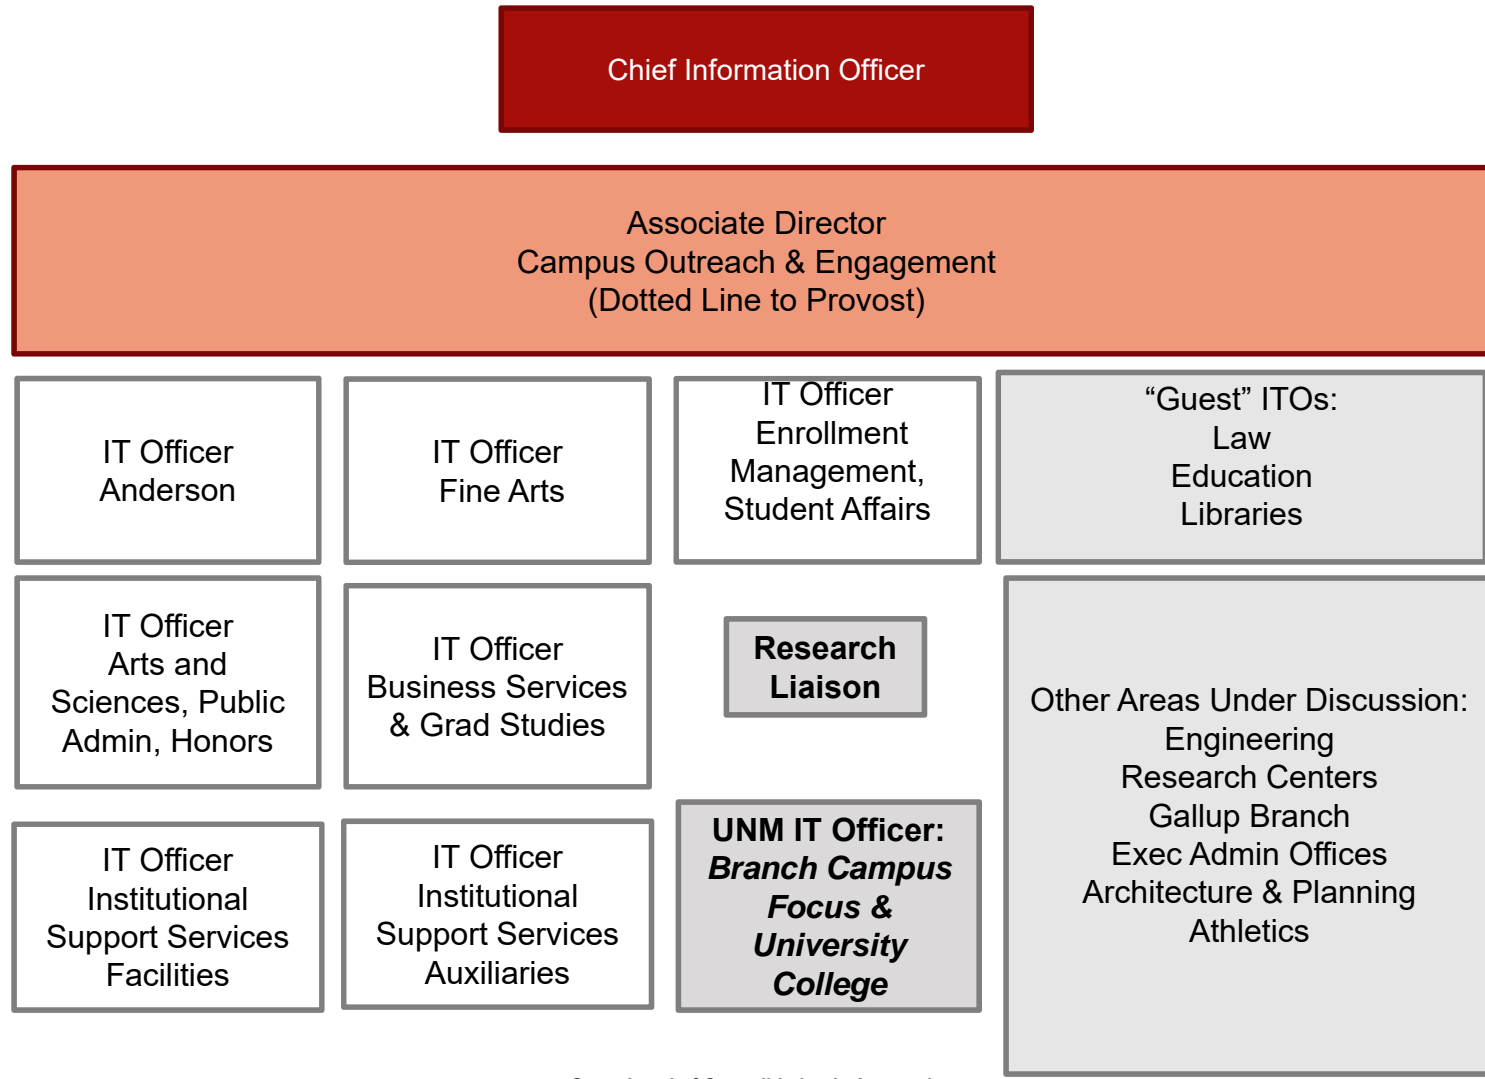 Chief Information Officer
Associate Director
Campus Outreach & Engagement
(Dotted Line to Provost)
IT Officer
Anderson
IT Officer
Fine Arts
IT Officer
Enrollment
Management,
Student Affairs
“Guest” ITOs:
Law
Education
Libraries
IT Officer
Arts and
Sciences, Public
Admin, Honors
IT Officer
Business Services
& Grad Studies
Research
Liaison
Other Areas Under Discussion:
Engineering
Research Centers
Gallup Branch
Exec Admin Offices
Architecture & Planning
Athletics
IT Officer
Institutional
Support Services
Facilities
IT Officer
Institutional
Support Services
Auxiliaries
UNM IT Officer:
Branch Campus
Focus &
University
College